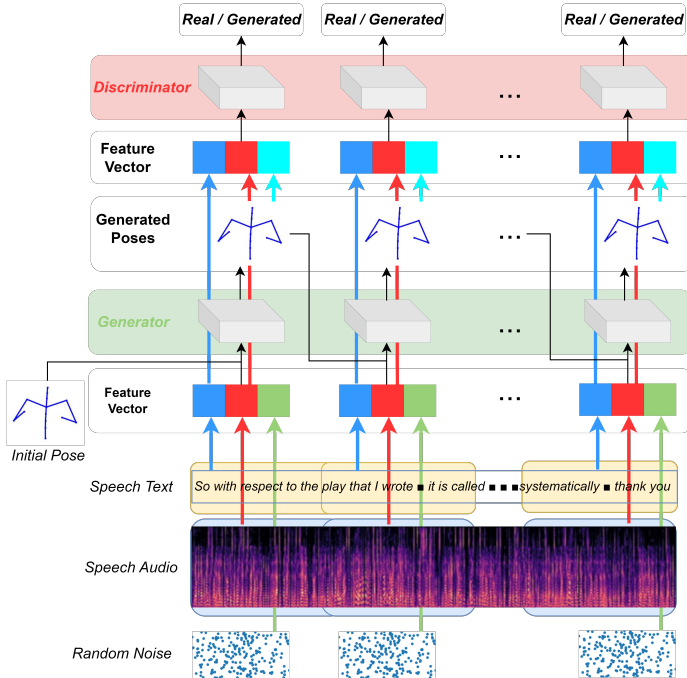 Real / Generated Real / Generated Real / Generated
Discriminator
...
Feature
Vector
...
Generated
Poses
...
Generator
...
Feature
Vector
...
Initial Pose
Speech Text
So with respect to the play that I wrote ■ it is called ■ ■ ■ systematically ■ thank you
Speech Audio
Random Noise